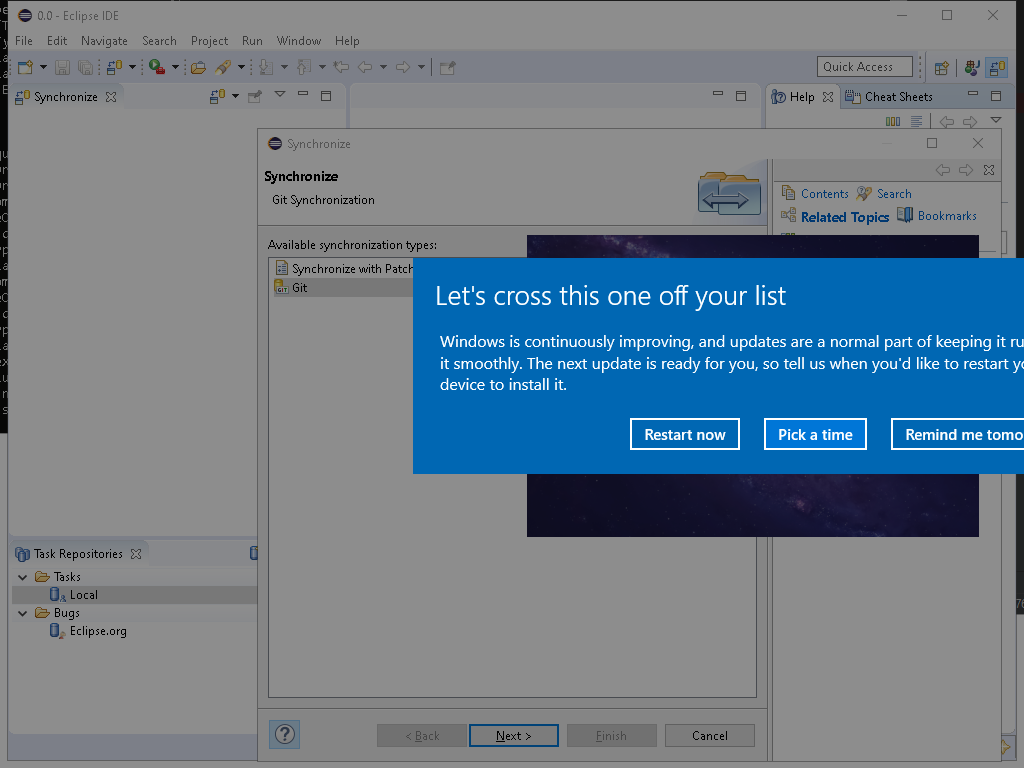 0.0 - Eclipse IDE
File Edit Navigate Search Project Run Window Help
Quick Access
Synchronize
Help
Cheat Sheets
Synchronize
Synchronize
Git Synchronization
Contents
Search
Related Topics
Bookmarks
Available synchronization types:
Synchronize with Patch
Git
Let's cross this one off your list
Windows is continuously improving, and updates are a normal part of keeping it ru
it smoothly. The next update is ready for you, so tell us when you'd like to restart yo
device to install it.
Restart now
Pick a time
Remind me tomo
Task Repositories
Tasks
Local
Bugs
Eclipse.org
< Back
Next >
Finish
Cancel